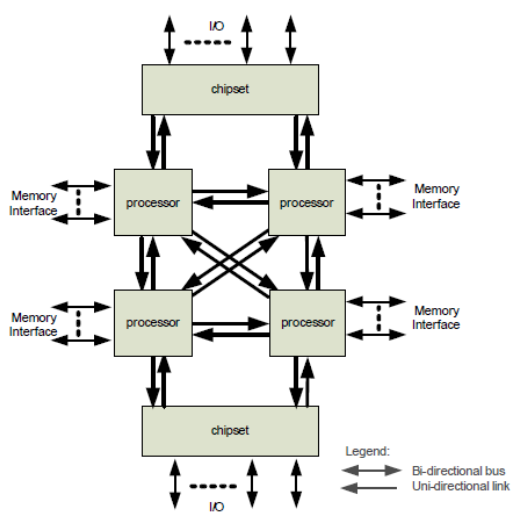 I/O
chipset
Memory
Interface
processor
processor
Memory
Interface
Memory
Interface
processor
processor
Memory
Interface
chipset
I/O
Legend:
Bi-directional bus
Uni-directional link